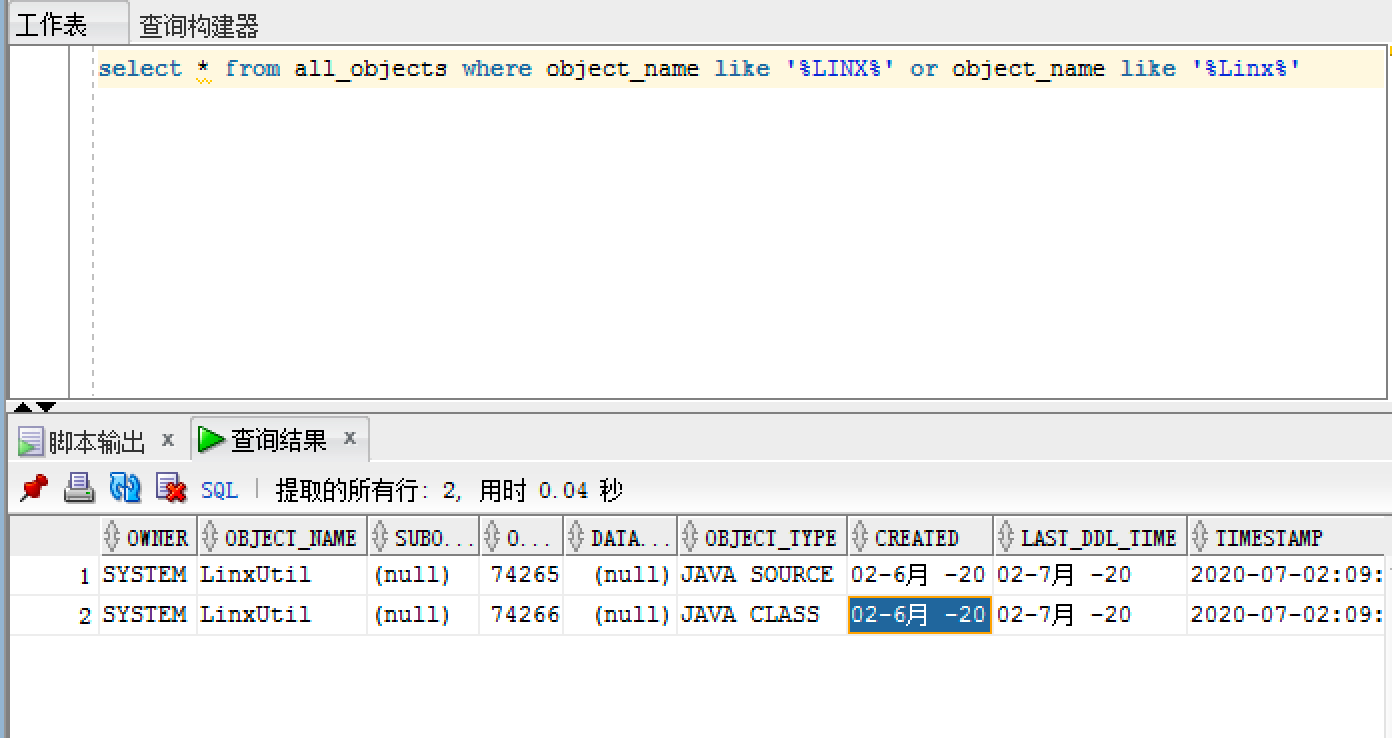 工作表 查询构建器
select * from all_objects where object_name like '%LINX%' or object_name like '%Linx%'
脚本输出 x 查询结果 x
SQL | 提取的所有行: 2, 用时 0.04 秒
OWNER OBJECT_NAME SUBO... O... DATA... OBJECT_TYPE CREATED LAST_DDL_TIME TIMESTAMP
1 SYSTEM LinxUtil (null) 74265 (null) JAVA SOURCE 02-6月 -20 02-7月 -20 2020-07-02:09:
2 SYSTEM LinxUtil (null) 74266 (null) JAVA CLASS 02-6月 -20 02-7月 -20 2020-07-02:09: